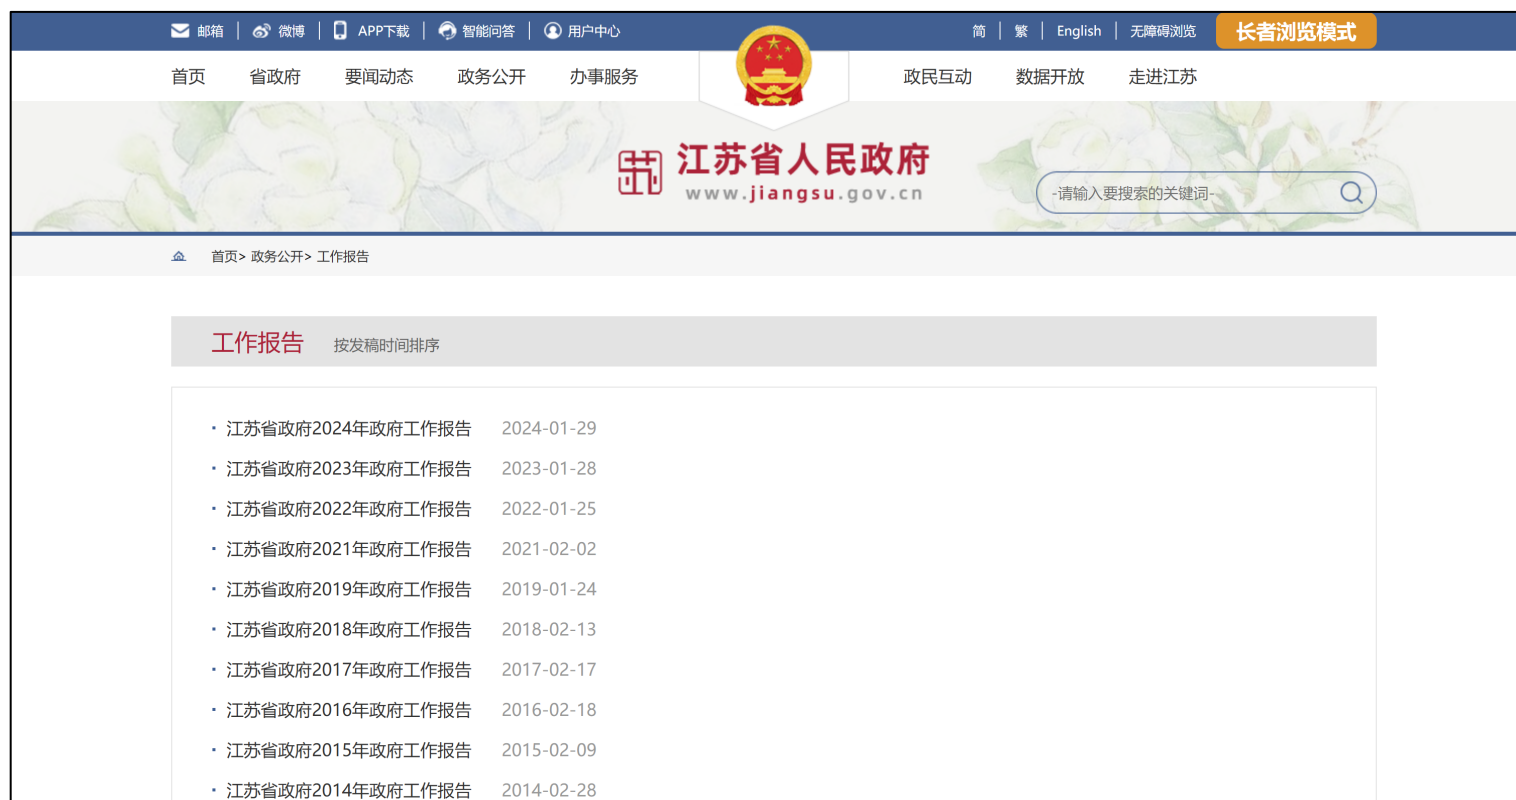 邮箱 | 微博 | APP下载 | 智能问答 | 用户中心 简 | 繁 | English | 无障碍浏览 长者浏览模式
首页 省政府 要闻动态 政务公开 办事服务 政民互动 数据开放 走进江苏
江苏省人民政府
www.jiangsu.gov.cn
-请输入要搜索的关键词-
首页> 政务公开> 工作报告
工作报告 按发稿时间排序
· 江苏省政府2024年政府工作报告 2024-01-29
· 江苏省政府2023年政府工作报告 2023-01-28
· 江苏省政府2022年政府工作报告 2022-01-25
· 江苏省政府2021年政府工作报告 2021-02-02
· 江苏省政府2019年政府工作报告 2019-01-24
· 江苏省政府2018年政府工作报告 2018-02-13
· 江苏省政府2017年政府工作报告 2017-02-17
· 江苏省政府2016年政府工作报告 2016-02-18
· 江苏省政府2015年政府工作报告 2015-02-09
· 江苏省政府2014年政府工作报告 2014-02-28